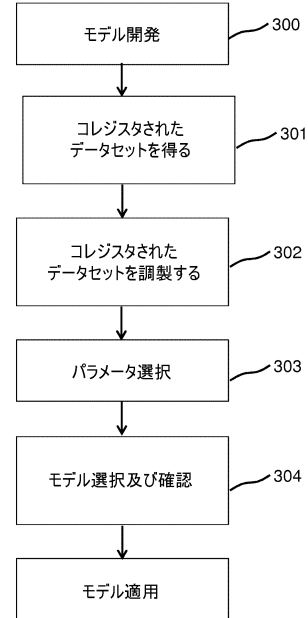 モデル開発
300
コレジスタされた
データセットを得る
301
コレジスタされた
データセットを調製する
302
パラメータ選択
303
モデル選択及び確認
304
モデル適用